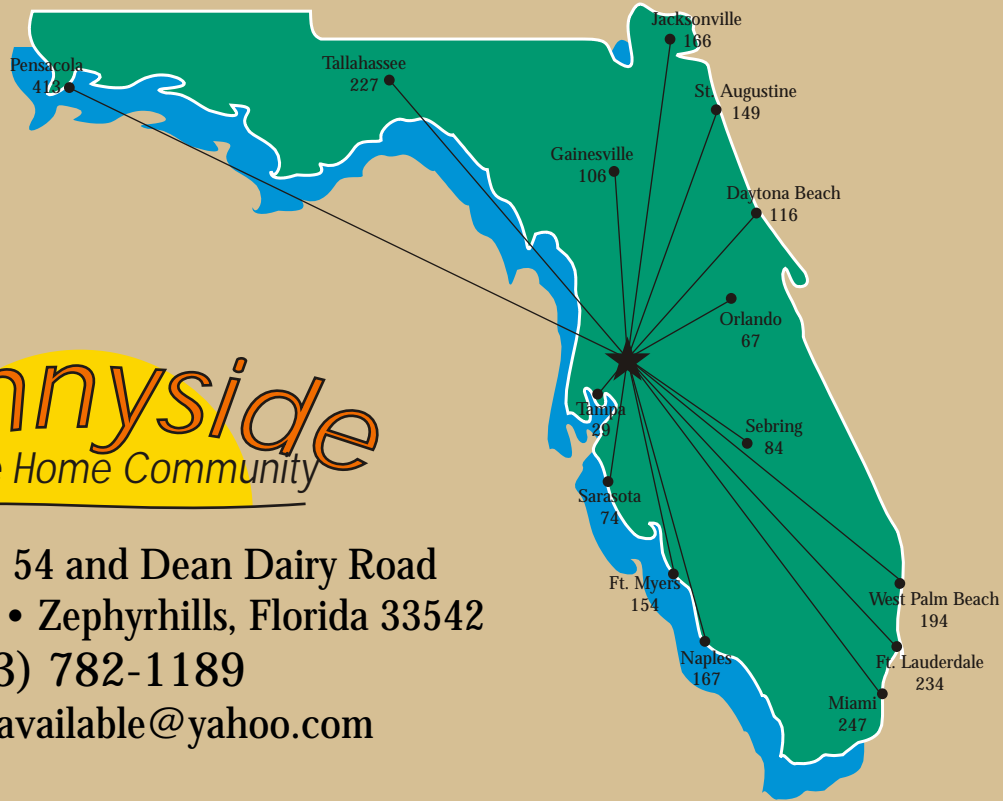 Jacksonville
166
Pensacola
413
Tallahassee
227
St. Augustine
149
Gainesville
106
Daytona Beach
116
Orlando
67
Tampa
29
Sebring
84
Sarasota
74
Ft. Myers
154
West Palm Beach
194
Naples
167
Ft. Lauderdale
234
Miami
247
nnyside
e Home Community
54 and Dean Dairy Road
• Zephyrhills, Florida 33542
3) 782-1189
available@yahoo.com